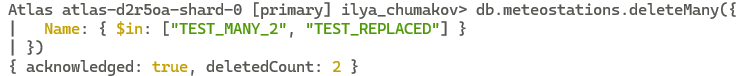 Atlas atlas-d2r5oa-shard-0 [primary] ilya_chumakov> db.meteostations.deleteMany({
|   Name: { $in: ["TEST_MANY_2", "TEST_REPLACED"] }
| })
{ acknowledged: true, deletedCount: 2 }